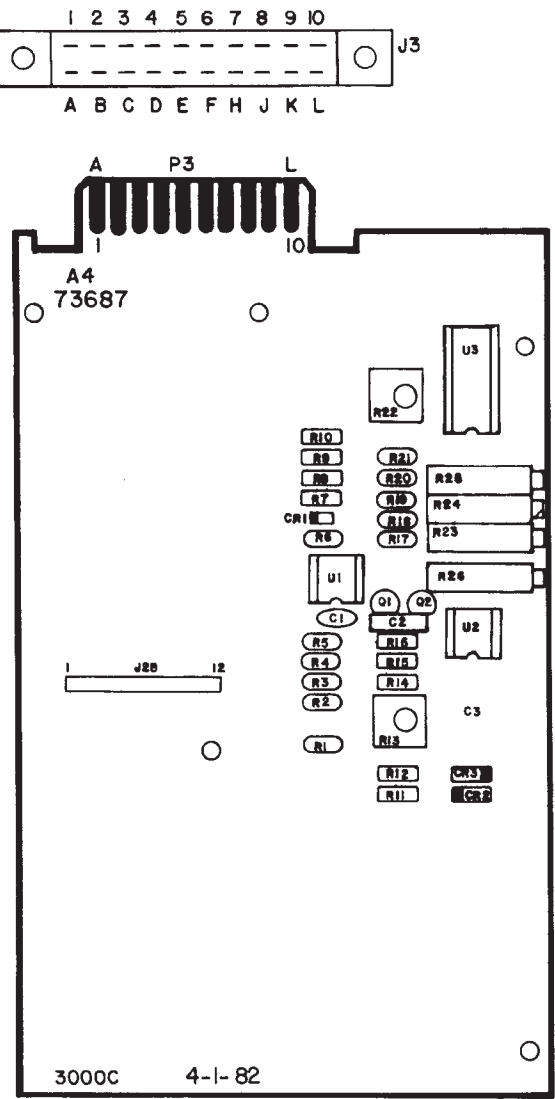 1 2 3 4 5 6 7 8 9 10
J3
A B C D E F H J K L
A P3 L
1 10
A4
73687
U3
R22
R10
R9
R21
R8
R20
R28
R7
R19
R24
CR1
R18
R6
R17
R23
U1
R26
Q1 Q2
C1
C2
U2
R5
R16
R4
R15
1 J2B 12
R3
R14
R2
C3
R1
R13
R12
CR3
R11
CR2
3000C 4-1-82